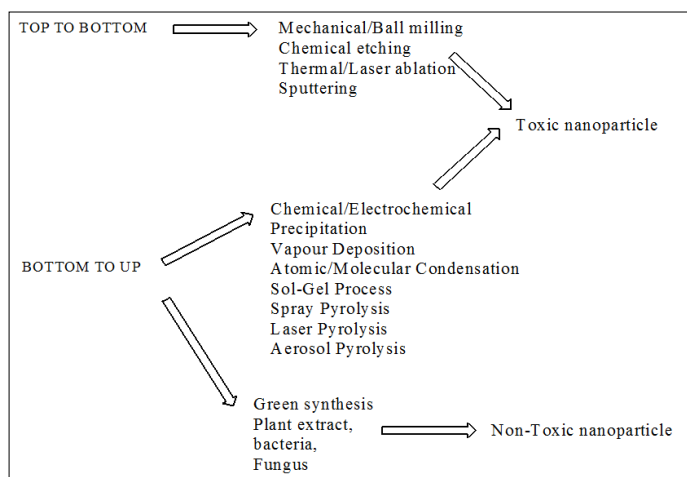 TOP TO BOTTOM
Mechanical/Ball milling
Chemical etching
Thermal/Laser ablation
Sputtering
Toxic nanoparticle
Chemical/Electrochemical
Precipitation
Vapour Deposition
Atomic/Molecular Condensation
Sol-Gel Process
Spray Pyrolysis
Laser Pyrolysis
Aerosol Pyrolysis
BOTTOM TO UP
Green synthesis
Plant extract,
bacteria,
Fungus
Non-Toxic nanoparticle